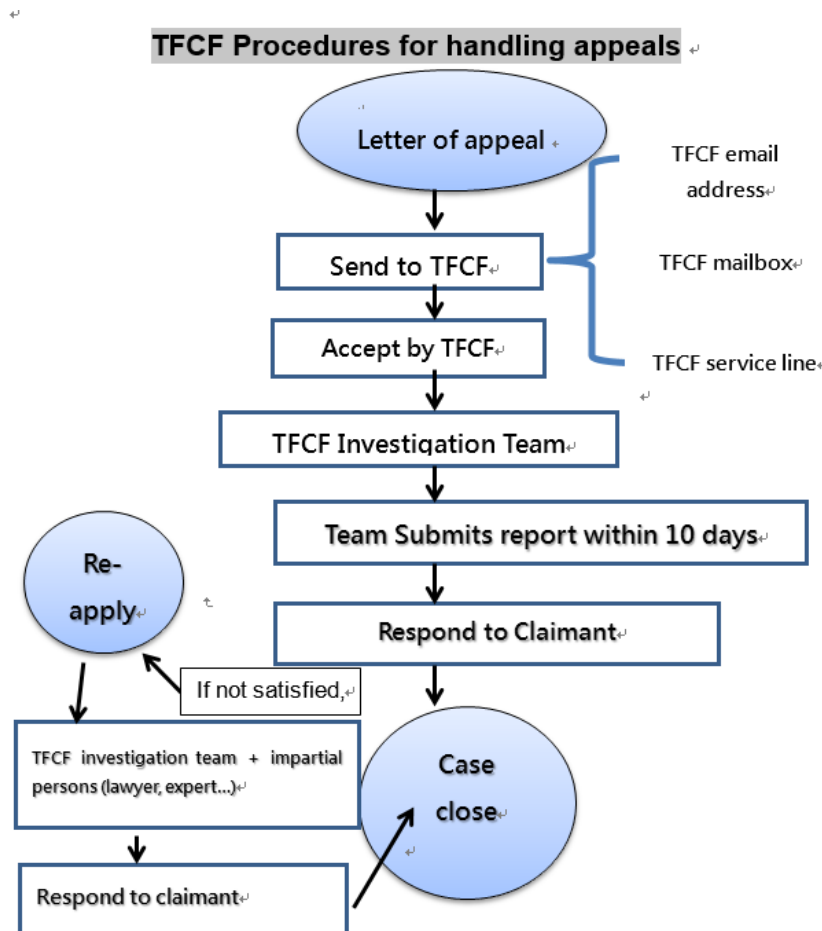 TFCF Procedures for handling appeals
Letter of appeal
TFCF email
address
Send to TFCF
TFCF mailbox
Accept by TFCF
TFCF service line
TFCF Investigation Team
Team Submits report within 10 days
Re-
apply
Respond to Claimant
If not satisfied,
TFCF investigation team + impartial
persons (lawyer, expert...)
Case
close
Respond to claimant